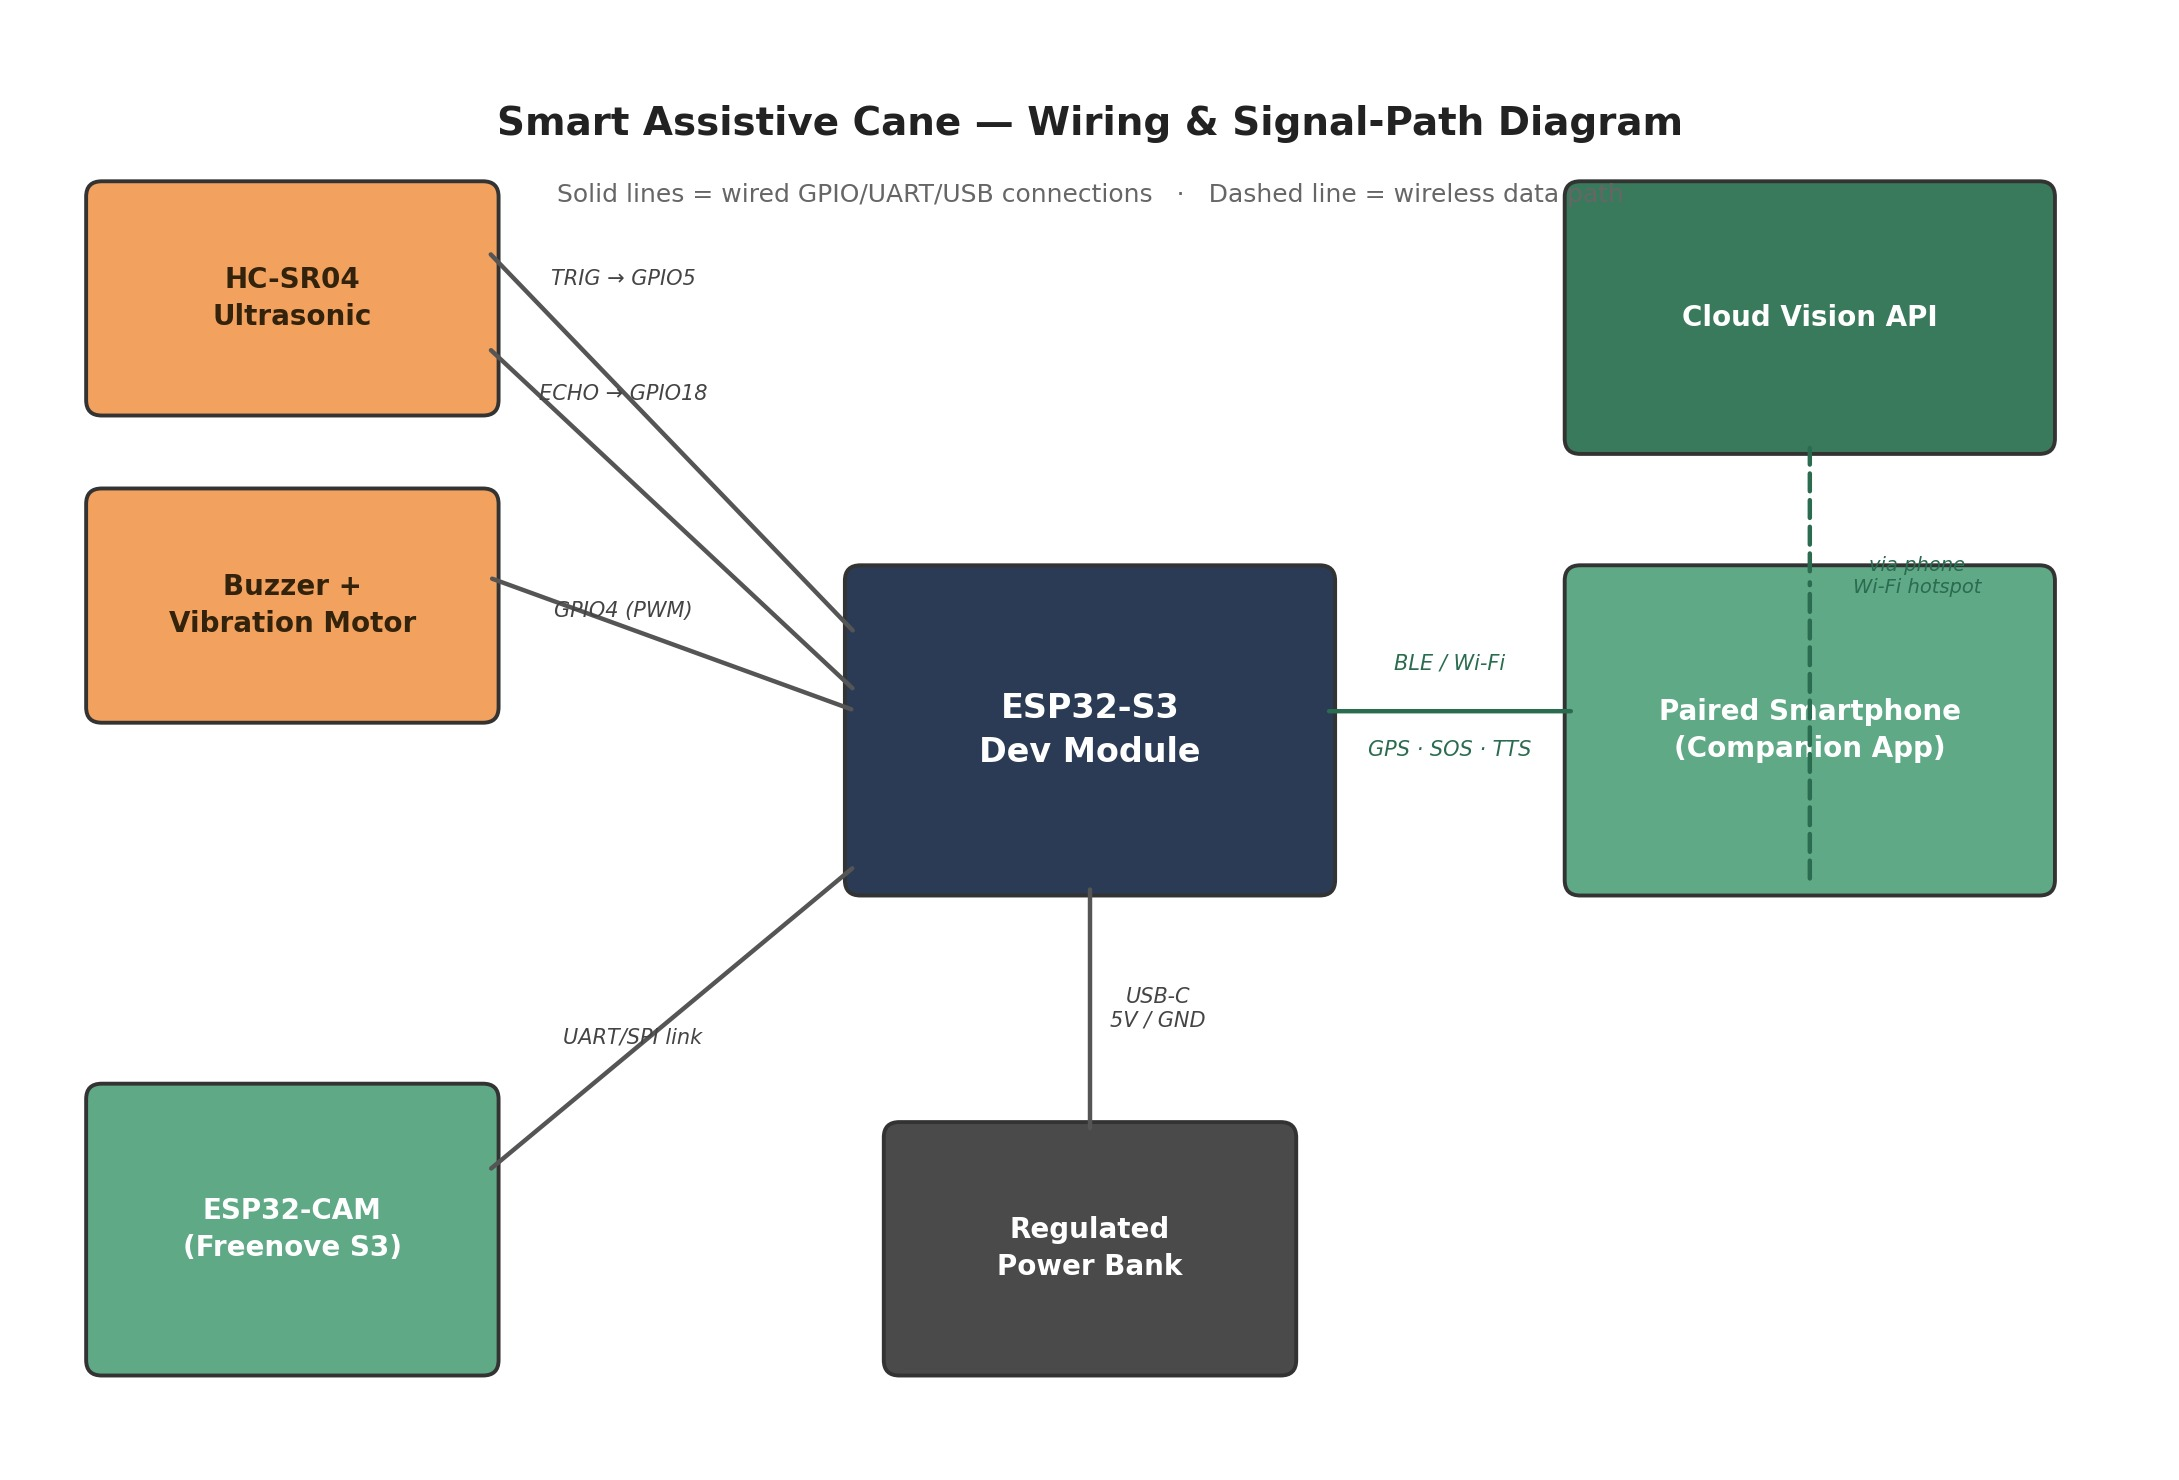 Smart Assistive Cane — Wiring & Signal-Path Diagram
Solid lines = wired GPIO/UART/USB connections · Dashed line = wireless data path
HC-SR04
Ultrasonic
TRIG → GPIO5
ECHO → GPIO18
Cloud Vision API
Buzzer +
Vibration Motor
GPIO4 (PWM)
via phone
Wi-Fi hotspot
ESP32-S3
Dev Module
BLE / Wi-Fi
GPS · SOS · TTS
Paired Smartphone
(Companion App)
UART/SPI link
USB-C
5V / GND
ESP32-CAM
(Freenove S3)
Regulated
Power Bank